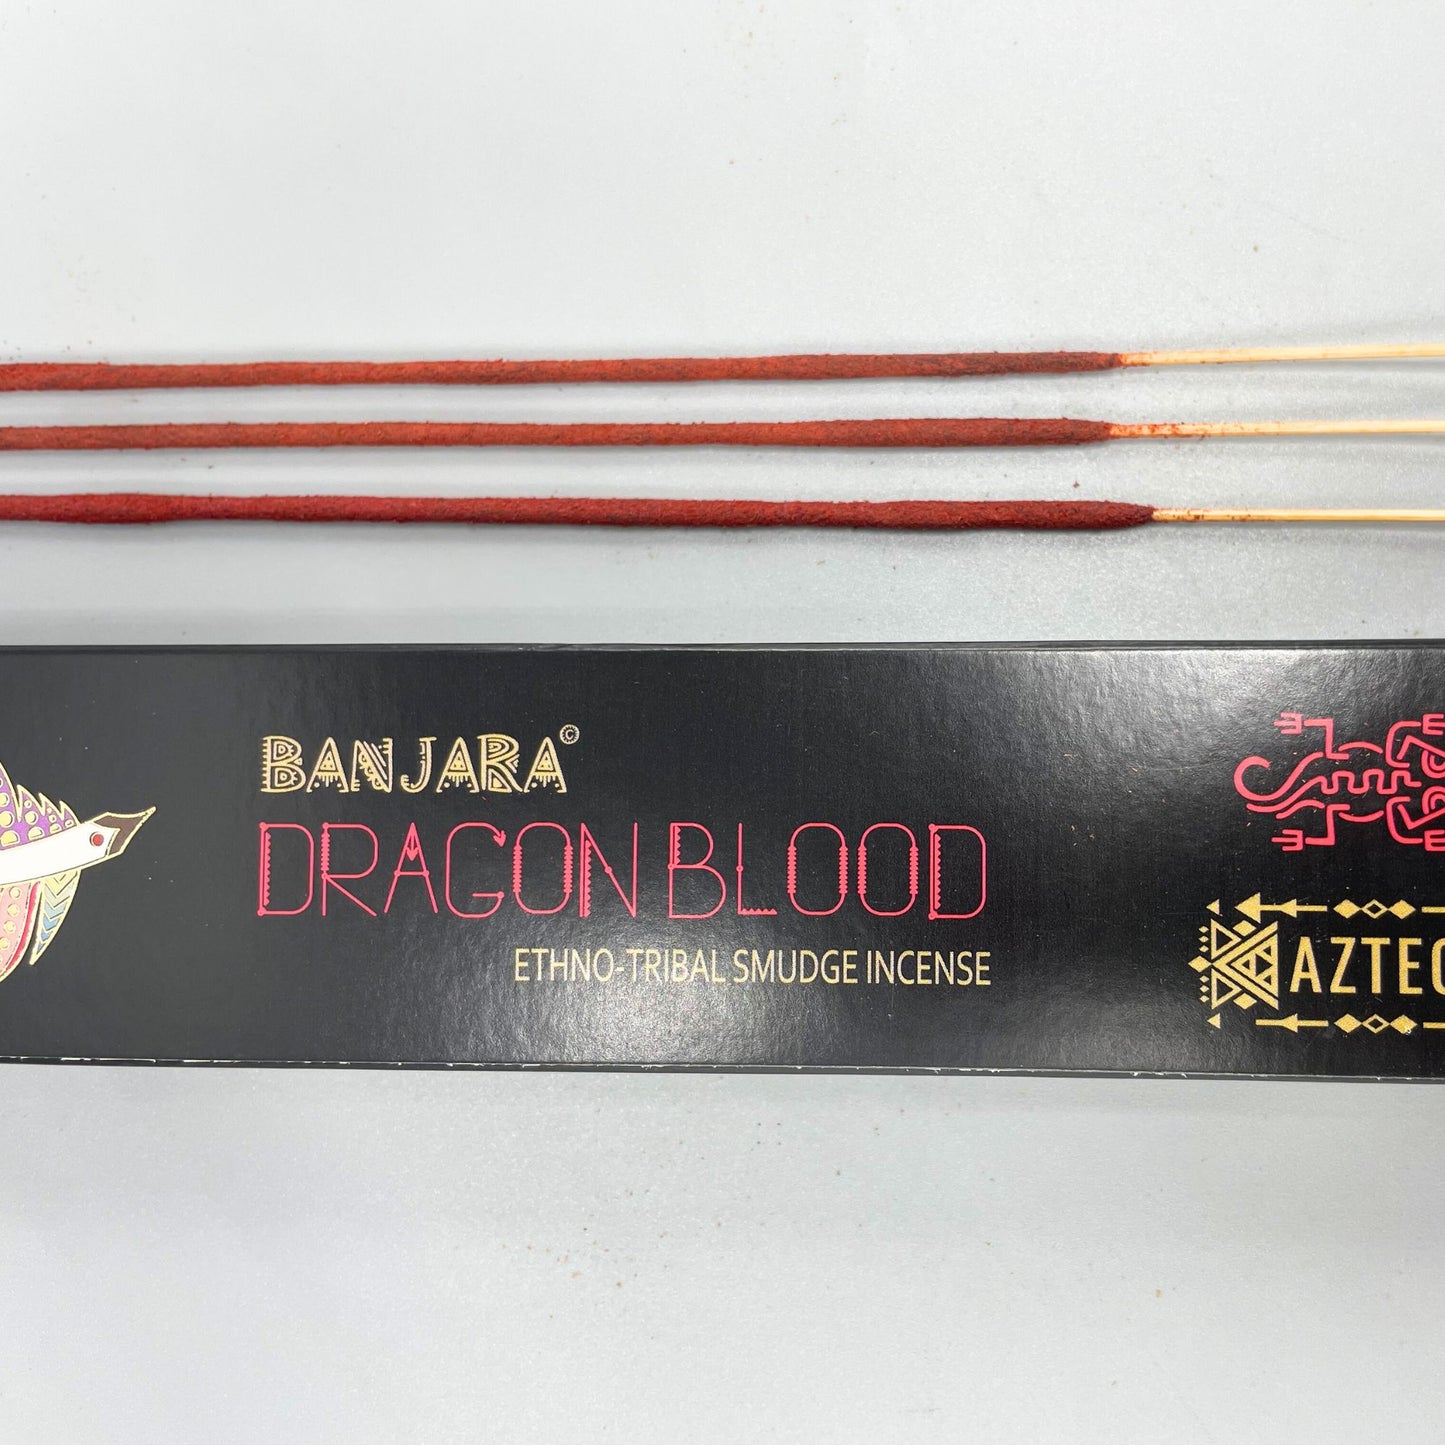 BANJARA©
DRAGON BLOOD
ETHNO-TRIBAL SMUDGE INCENSE
AZTEC